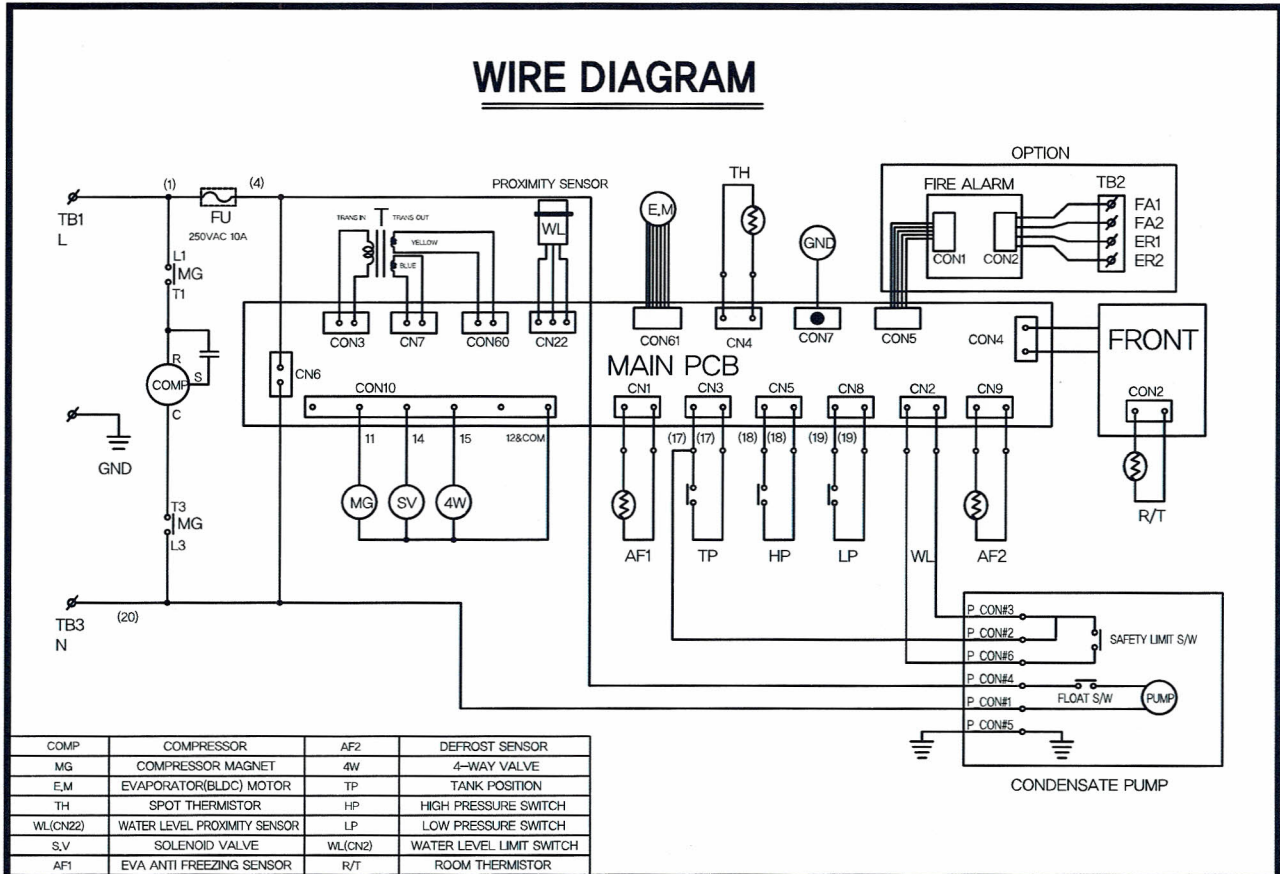 WIRE DIAGRAM
OPTION
FIRE ALARM
TB2
FA1
FA2
ER1
ER2
CON1
CON2
TH
PROXIMITY SENSOR
WL
E,M
GND
TB1
L
(1)
(4)
FU
250VAC 10A
TRANS IN
T
TRANS OUT
YELLOW
BLUE
L1
MG
T1
R
S
COMP
C
GND
T3
MG
L3
TB3
N
(20)
CON3
CN7
CON60
CN22
CON61
CN4
CON7
CON5
CON4
FRONT
CON2
R/T
MAIN PCB
CN6
CON10
11
14
15
12&COM
MG
SV
4W
CN1
CN3
CN5
CN8
CN2
CN9
(17)
(17)
(18)
(18)
(19)
(19)
AF1
TP
HP
LP
WL
AF2
P_CON#3
P_CON#2
P_CON#6
P_CON#4
P_CON#1
P_CON#5
SAFETY LIMIT S/W
FLOAT S/W
PUMP
CONDENSATE PUMP
COMP COMPRESSOR AF2 DEFROST SENSOR
MG COMPRESSOR MAGNET 4W 4-WAY VALVE
E,M EVAPORATOR(BLDC) MOTOR TP TANK POSITION
TH SPOT THERMISTOR HP HIGH PRESSURE SWITCH
WL(CN22) WATER LEVEL PROXIMITY SENSOR LP LOW PRESSURE SWITCH
S,V SOLENOID VALVE WL(CN2) WATER LEVEL LIMIT SWITCH
AF1 EVA ANTI FREEZING SENSOR R/T ROOM THERMISTOR